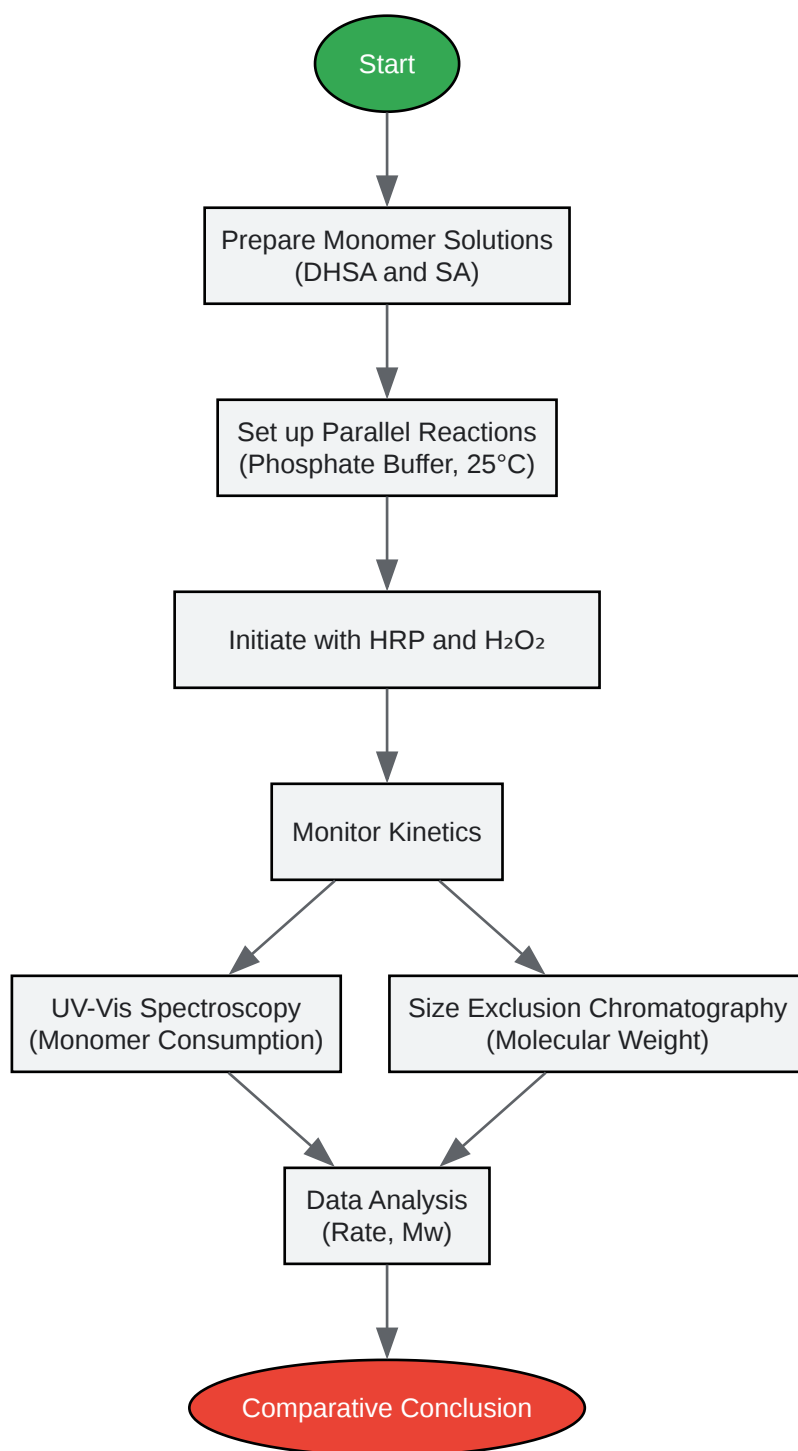 Start
Prepare Monomer Solutions
(DHSA and SA)
Set up Parallel Reactions
(Phosphate Buffer, 25°C)
Initiate with HRP and H₂O₂
Monitor Kinetics
UV-Vis Spectroscopy
(Monomer Consumption)
Size Exclusion Chromatography
(Molecular Weight)
Data Analysis
(Rate, Mw)
Comparative Conclusion